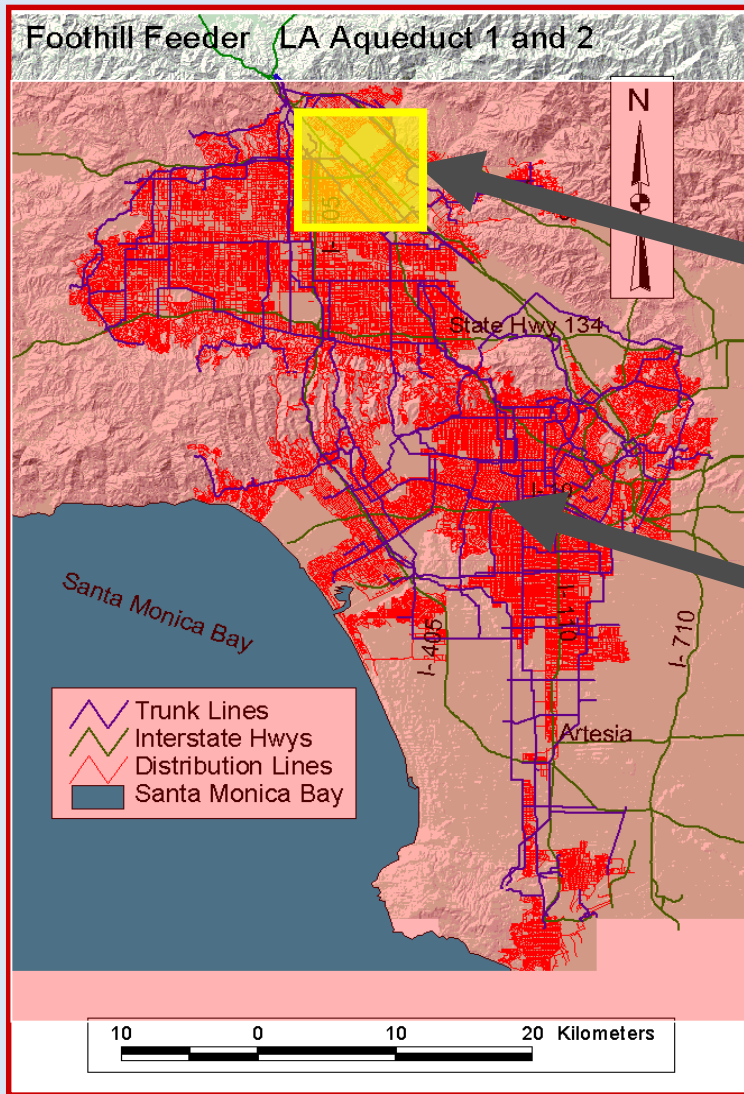 Foothill Feeder LA Aqueduct 1 and 2
N
State Hwy 134
Santa Monica Bay
I-405
I-110
I-710
Artesia
Trunk Lines
Interstate Hwys
Distribution Lines
Santa Monica Bay
10 0 10 20 Kilometers